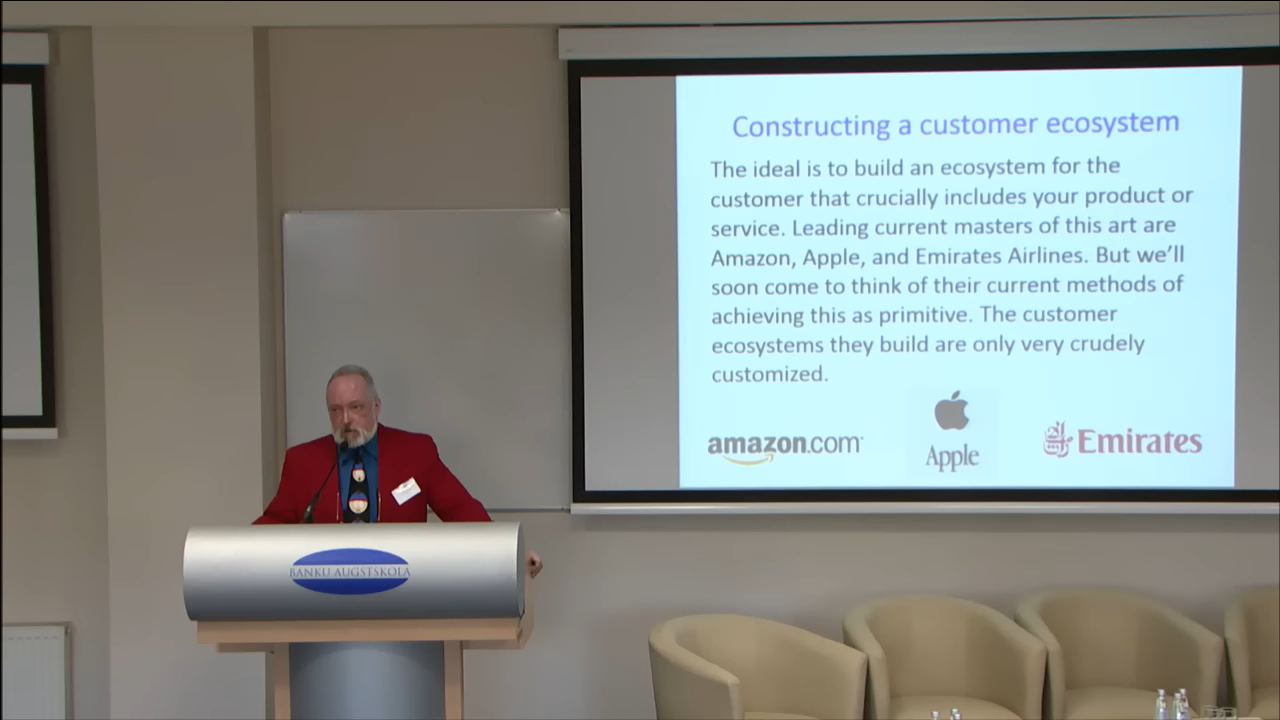 Constructing a customer ecosystem
The ideal is to build an ecosystem for the
customer that crucially includes your product or
service. Leading current masters of this art are
Amazon, Apple, and Emirates Airlines. But we'll
soon come to think of their current methods of
achieving this as primitive. The customer
ecosystems they build are only very crudely
customized.
amazon.com
Apple
Emirates
BANKU AUGSTSKOLA